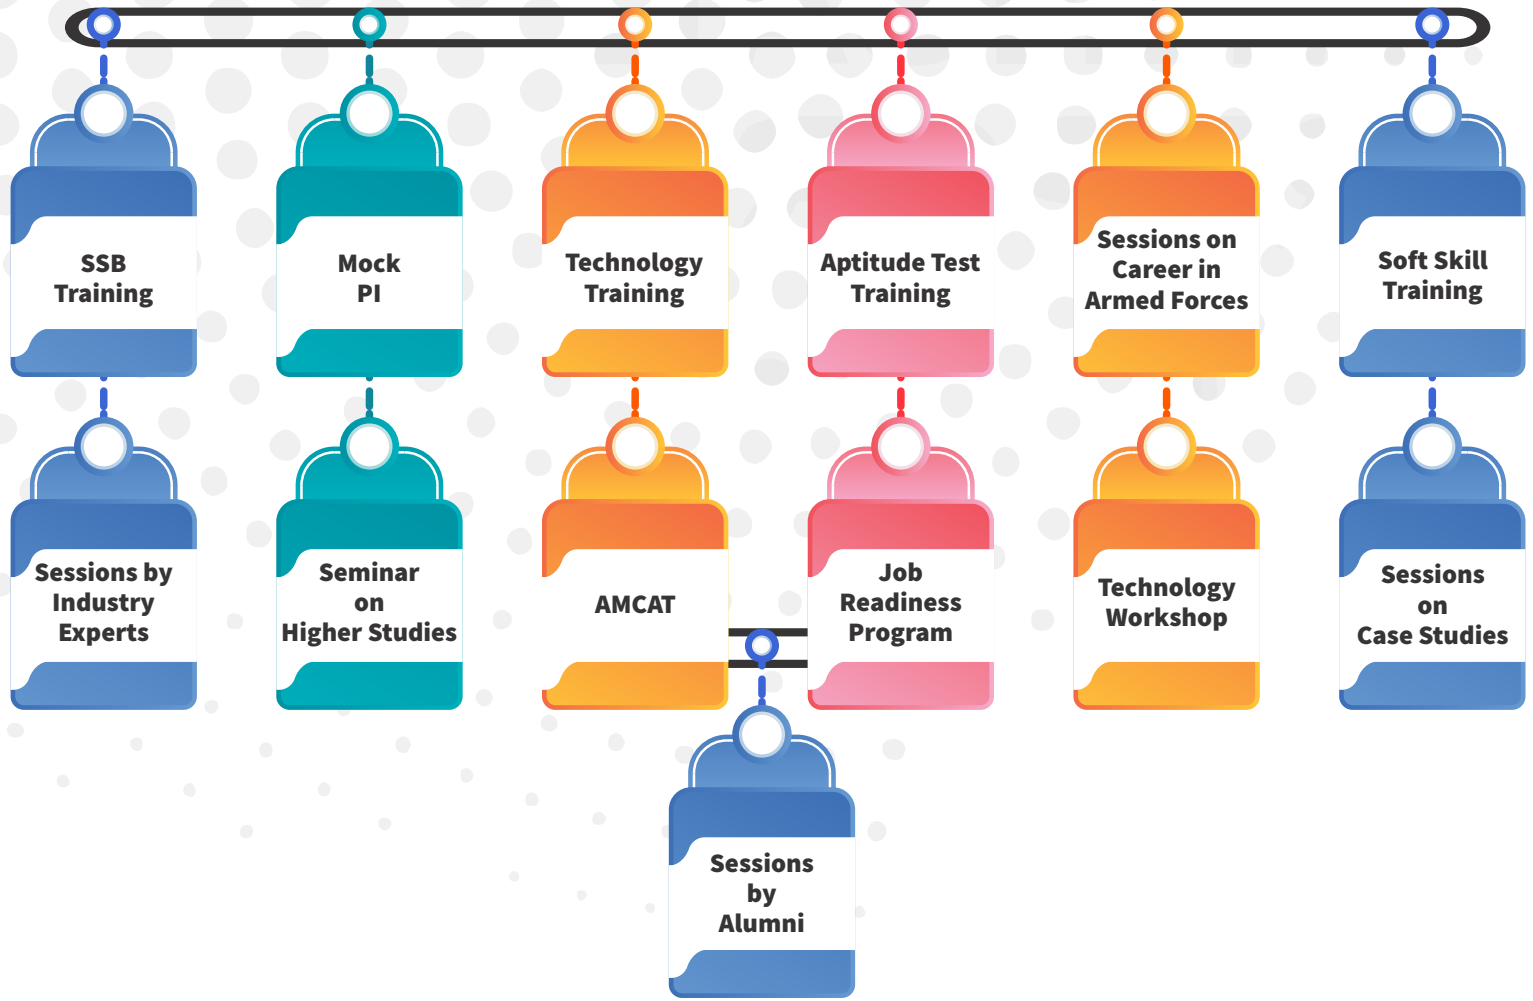 SSB
Training
Mock
PI
Technology
Training
Aptitude Test
Training
Sessions on
Career in
Armed Forces
Soft Skill
Training
Sessions by
Industry
Experts
Seminar
on
Higher Studies
AMCAT
Job
Readiness
Program
Technology
Workshop
Sessions
on
Case Studies
Sessions
by
Alumni